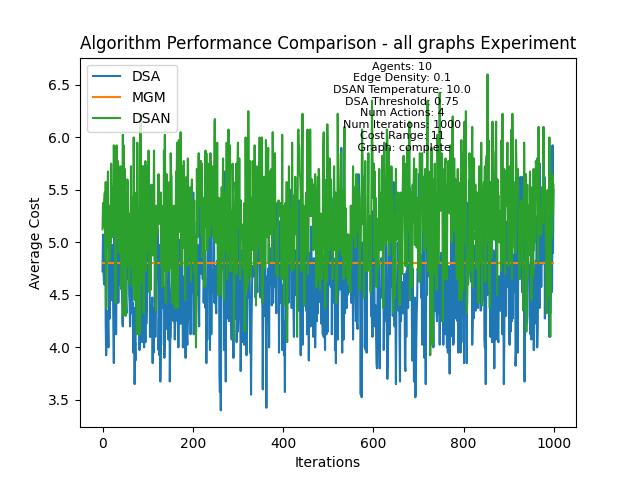 Algorithm Performance Comparison - all graphs Experiment
DSA
MGM
DSAN
Agents: 10
Edge Density: 0.1
DSAN Temperature: 10.0
DSA Threshold: 0.75
Num Actions: 4
Num Iterations: 1000
Cost Range: 11
Graph: complete
Average Cost
6.5
6.0
5.5
5.0
4.5
4.0
3.5
0
200
400
600
800
1000
Iterations